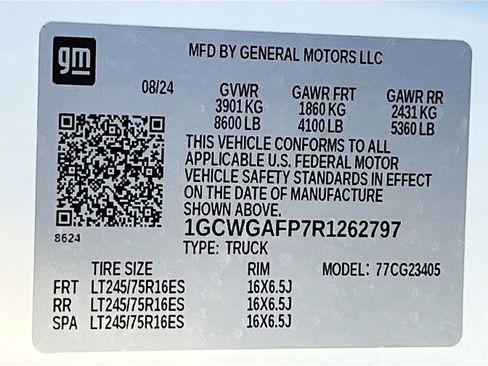 gm
MFD BY GENERAL MOTORS LLC
08/24 GVWR GAWR FRT GAWR RR
3901 KG 1860 KG 2431 KG
8600 LB 4100 LB 5360 LB
THIS VEHICLE CONFORMS TO ALL
APPLICABLE U.S. FEDERAL MOTOR
VEHICLE SAFETY STANDARDS IN EFFECT
ON THE DATE OF MANUFACTURE
SHOWN ABOVE.
8624
1GCWGAFP7R1262797
TYPE: TRUCK
TIRE SIZE RIM MODEL: 77CG23405
FRT LT245/75R16ES 16X6.5J
RR LT245/75R16ES 16X6.5J
SPA LT245/75R16ES 16X6.5J